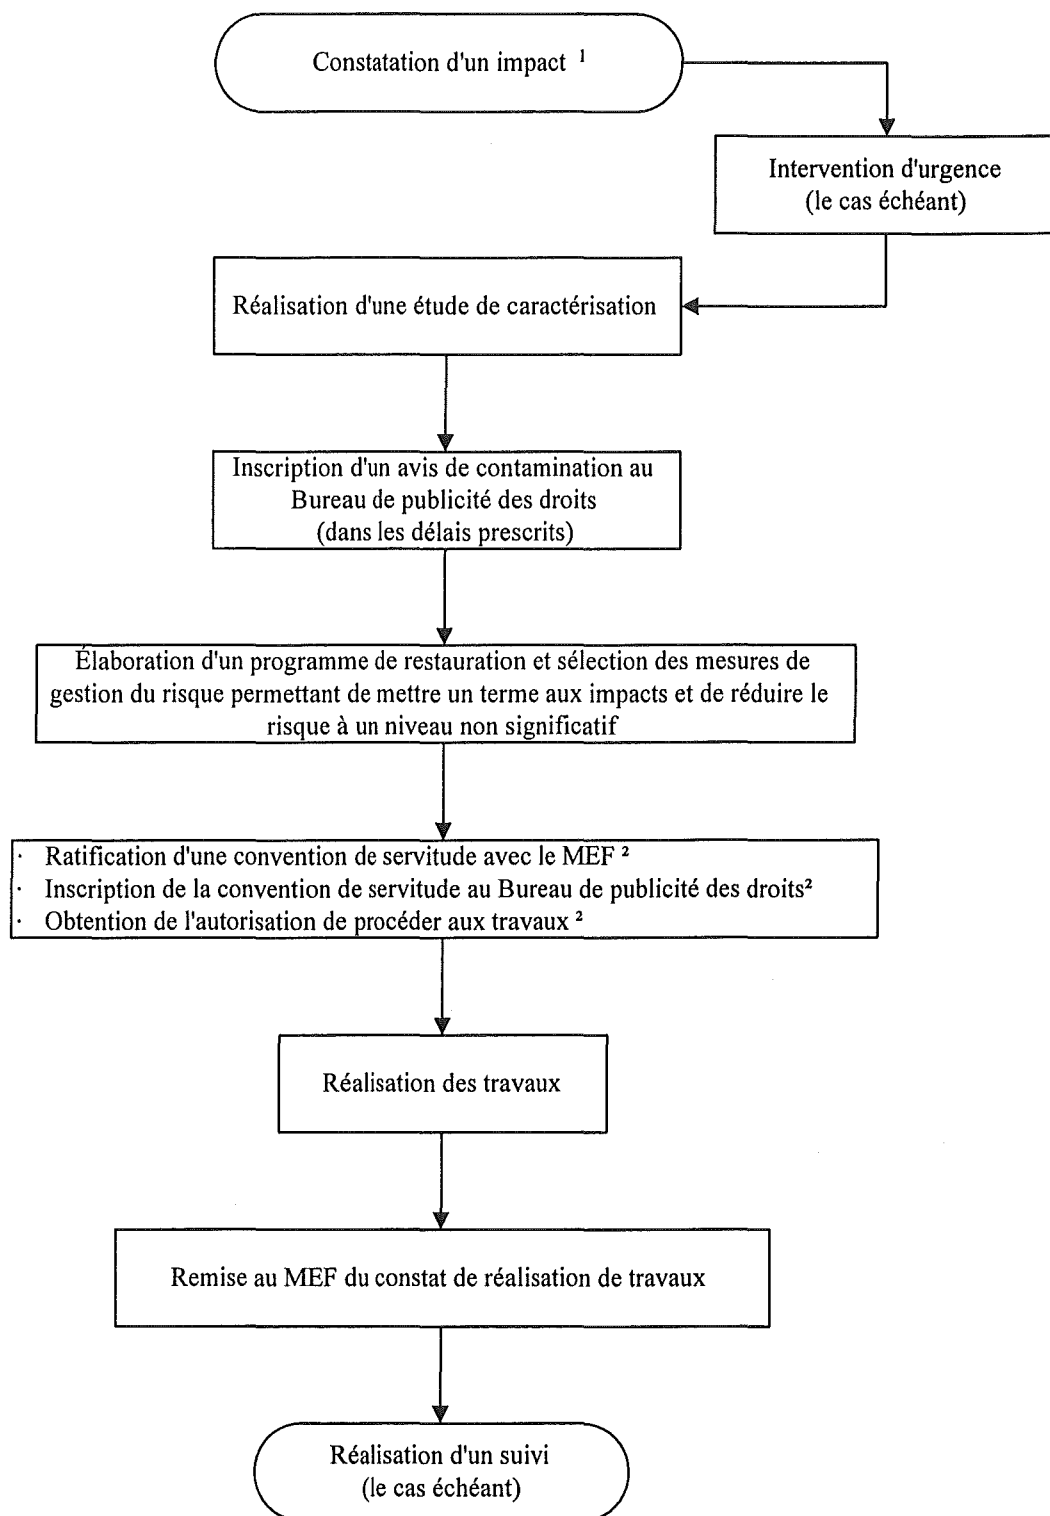 Constatation d'un impact ¹
Intervention d'urgence
(le cas échéant)
Réalisation d'une étude de caractérisation
Inscription d'un avis de contamination au
Bureau de publicité des droits
(dans les délais prescrits)
Élaboration d'un programme de restauration et sélection des mesures de
gestion du risque permettant de mettre un terme aux impacts et de réduire le
risque à un niveau non significatif
· Ratification d'une convention de servitude avec le MEF ²
· Inscription de la convention de servitude au Bureau de publicité des droits²
· Obtention de l'autorisation de procéder aux travaux ²
Réalisation des travaux
Remise au MEF du constat de réalisation de travaux
Réalisation d'un suivi
(le cas échéant)